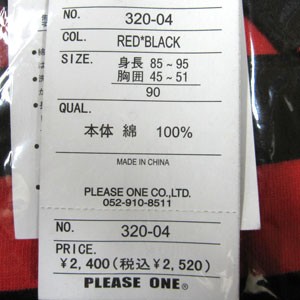 NO. 320-04
COL. RED*BLACK
SIZE. 身長 85~95
胸囲 45~51
90
QUAL.
本体 綿 100%
MADE IN CHINA
PLEASE ONE CO.,LTD.
052-910-8511
NO. 320-04
PRICE.
¥2,400(税込¥2,520)
PLEASE ONE®